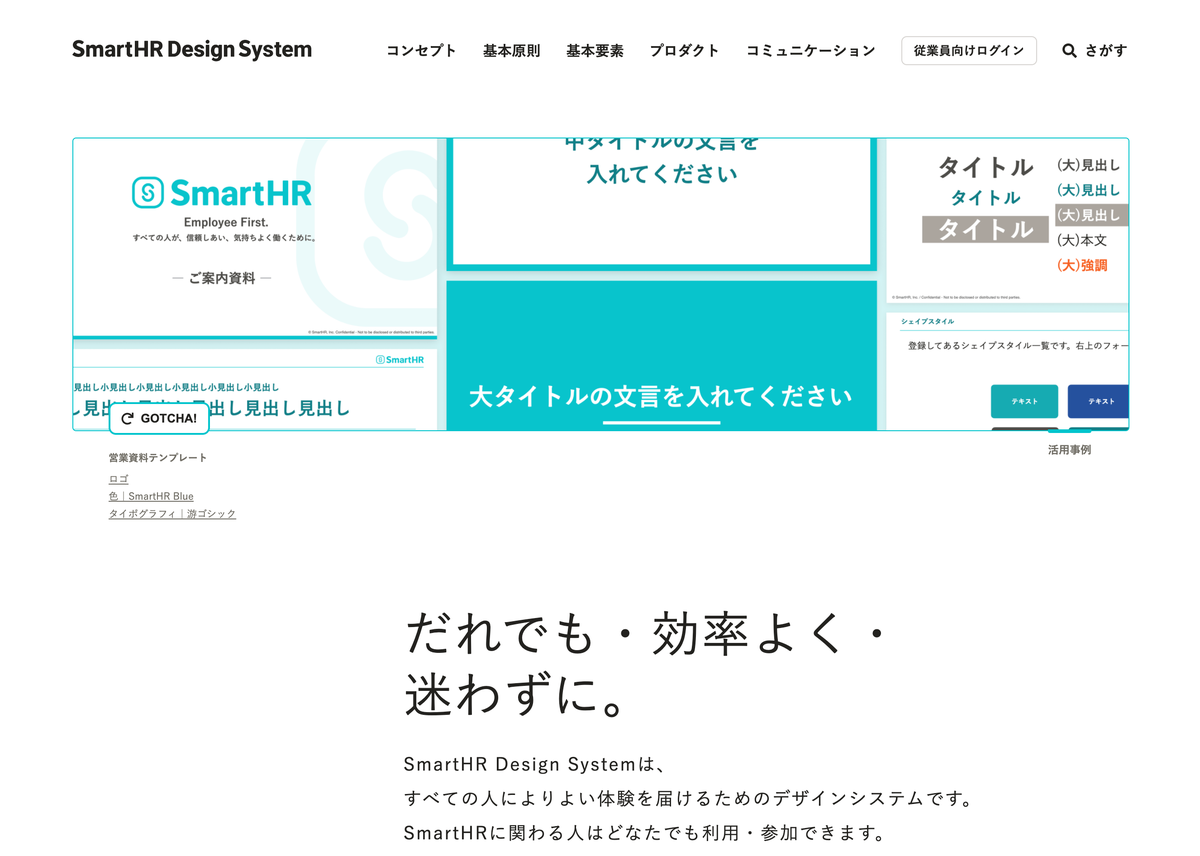 SmartHR Design System
コンセプト
基本原則
基本要素
プロダクト
コミュニケーション
従業員向けログイン
さがす
SmartHR
Employee First.
すべての人が、信頼しあい、気持ちよく働くために。
― ご案内資料 ―
© SmartHR, Inc. Confidential - Not to be disclosed or distributed to third parties.
SmartHR
見出し小見出し小見出し小見出し小見出し小見出し
し見出し見出し見出し
中タイトルの文言を
入れてください
大タイトルの文言を入れてください
タイトル
タイトル
タイトル
(大)見出し
(大)見出し
(大)見出し
(大)本文
(大)強調
© SmartHR, Inc. / Confidential - Not to be disclosed or distributed to third parties.
シェイプスタイル
登録してあるシェイプスタイル一覧です。右上のフォー
テキスト
テキスト
GOTCHA!
営業資料テンプレート
ロゴ
色｜SmartHR Blue
タイポグラフィ｜游ゴシック
活用事例
だれでも・効率よく・
迷わずに。
SmartHR Design Systemは、
すべての人によりよい体験を届けるためのデザインシステムです。
SmartHRに関わる人はどなたでも利用・参加できます。